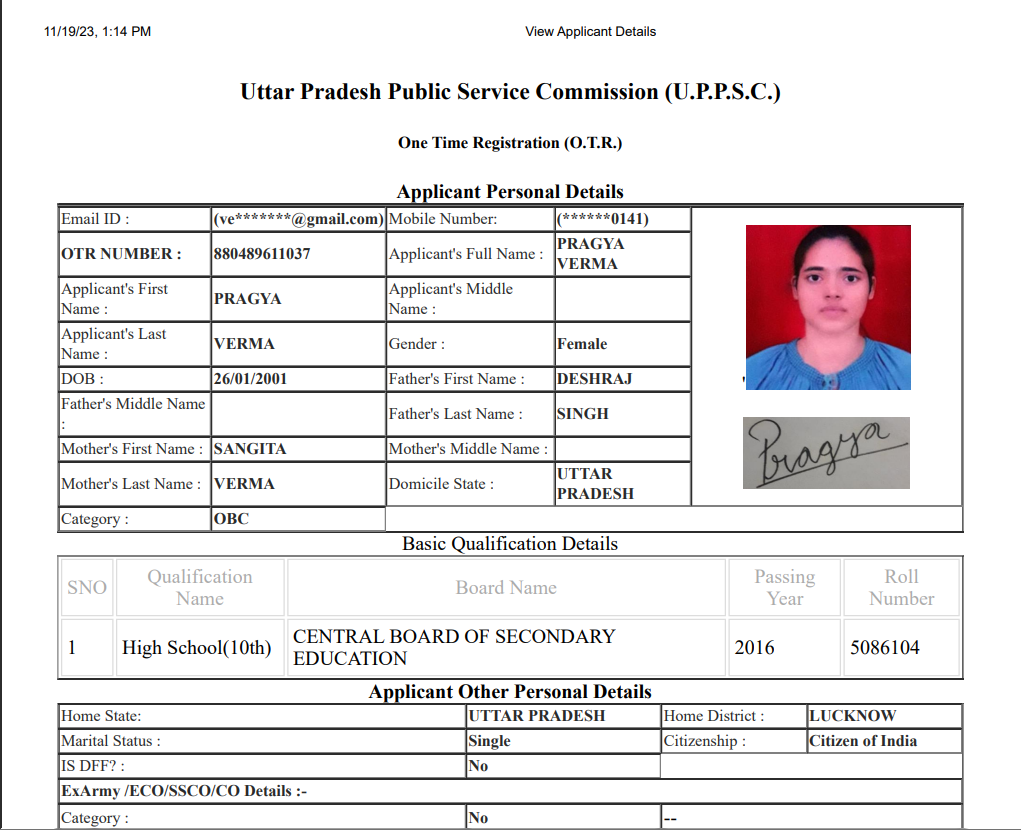 11/19/23, 1:14 PM View Applicant Details
Uttar Pradesh Public Service Commission (U.P.P.S.C.)
One Time Registration (O.T.R.)
Applicant Personal Details
Email ID : (ve*******@gmail.com) Mobile Number: (******0141)
OTR NUMBER : 880489611037 Applicant's Full Name : PRAGYA
VERMA
Applicant's First
Name : PRAGYA Applicant's Middle
Name :
Applicant's Last
Name : VERMA Gender : Female
DOB : 26/01/2001 Father's First Name : DESHRAJ
Father's Middle Name
: Father's Last Name : SINGH
Mother's First Name : SANGITA Mother's Middle Name :
Mother's Last Name : VERMA Domicile State : UTTAR
PRADESH
Pragya
Category : OBC
Basic Qualification Details
SNO Qualification
Name Board Name Passing
Year Roll
Number
1 High School(10th) CENTRAL BOARD OF SECONDARY
EDUCATION 2016 5086104
Applicant Other Personal Details
Home State: UTTAR PRADESH Home District : LUCKNOW
Marital Status : Single Citizenship : Citizen of India
IS DFF? : No
ExArmy /ECO/SSCO/CO Details :-
Category : No --